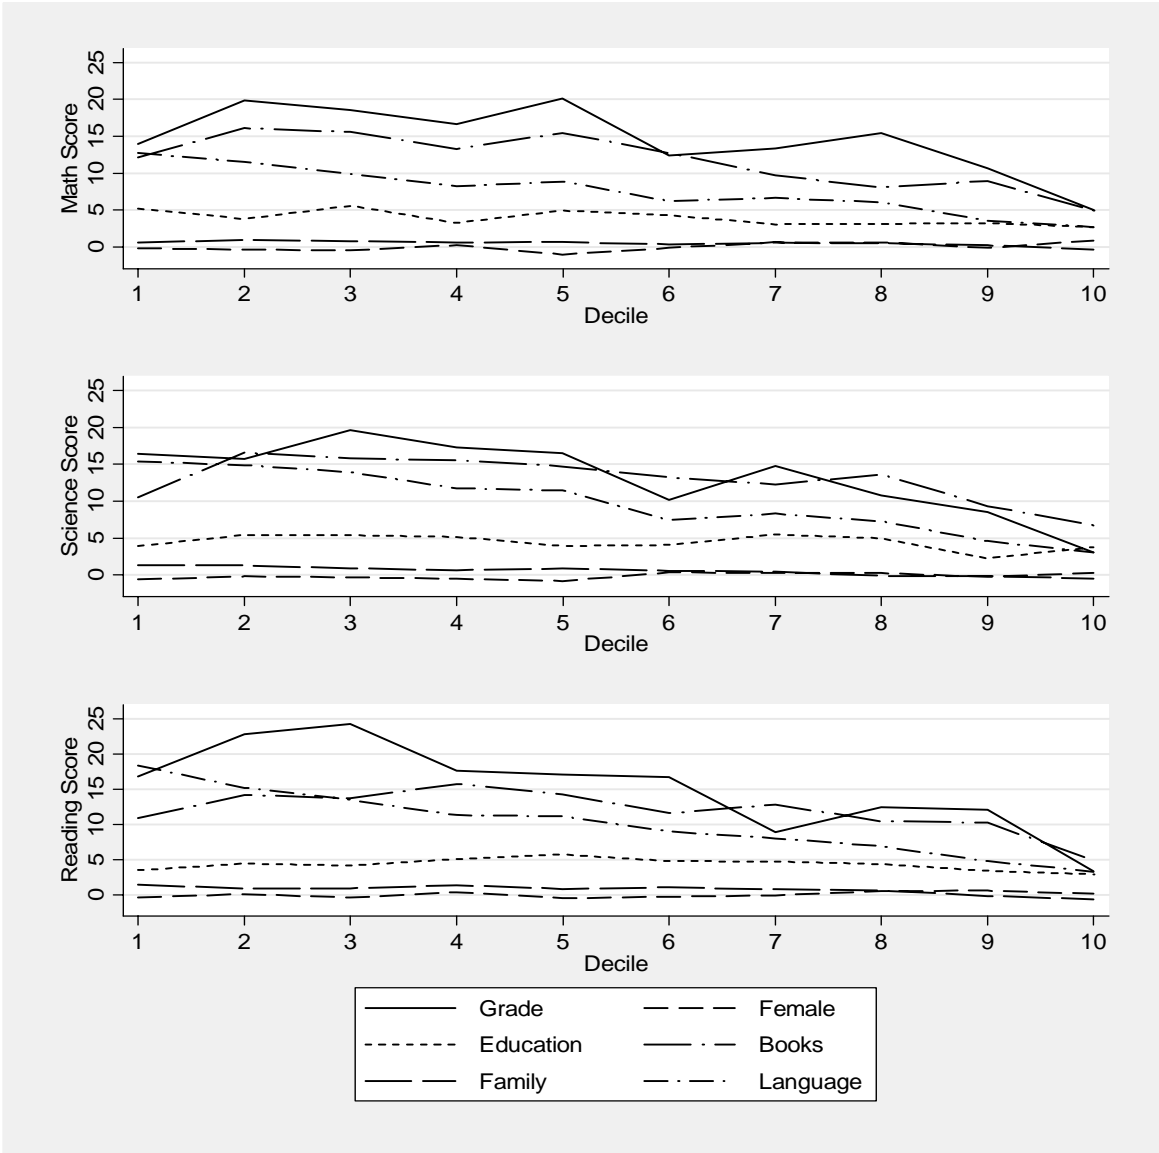 Math Score
25
20
15
10
5
0
1 2 3 4 5 6 7 8 9 10
Decile
Science Score
25
20
15
10
5
0
1 2 3 4 5 6 7 8 9 10
Decile
Reading Score
25
20
15
10
5
0
1 2 3 4 5 6 7 8 9 10
Decile
Grade Female
Education Books
Family Language